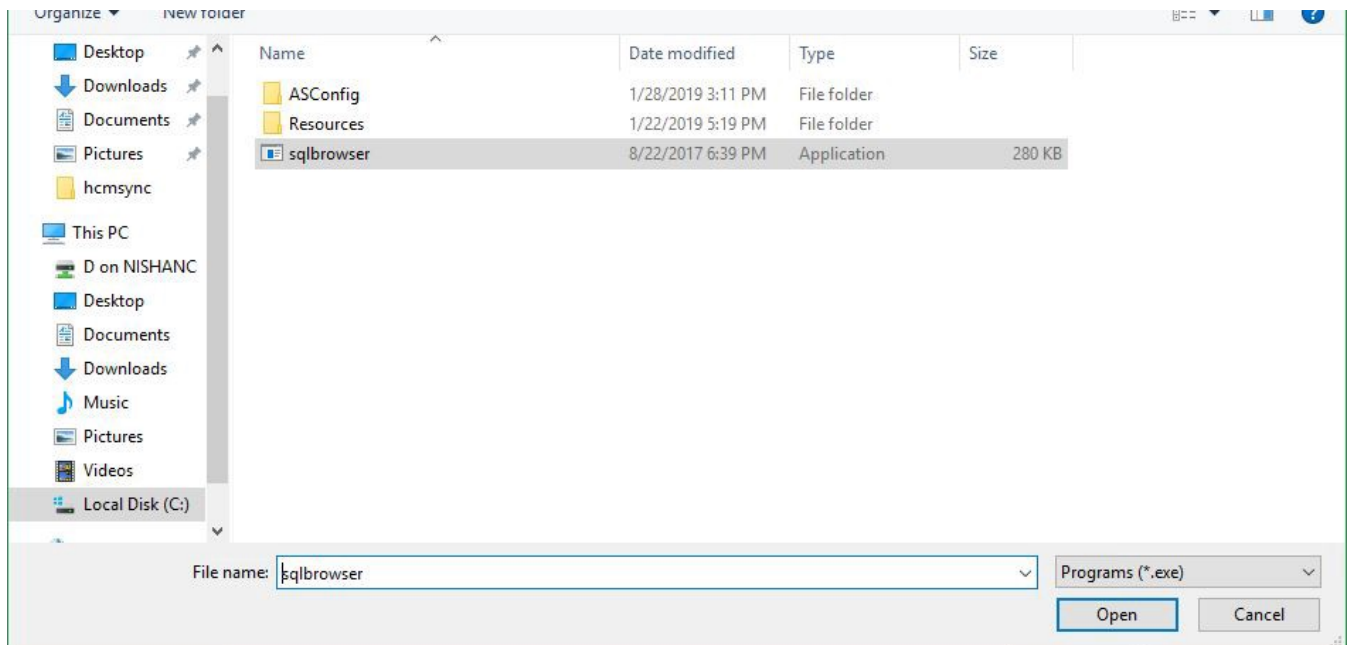 Organize New folder
Name Date modified Type Size
Desktop
Downloads
Documents
Pictures
hcmsync
This PC
D on NISHANC
Desktop
Documents
Downloads
Music
Pictures
Videos
Local Disk (C:)
ASConfig 1/28/2019 3:11 PM File folder
Resources 1/22/2019 5:19 PM File folder
sqlbrowser 8/22/2017 6:39 PM Application 280 KB
File name: sqlbrowser Programs (*.exe)
Open Cancel